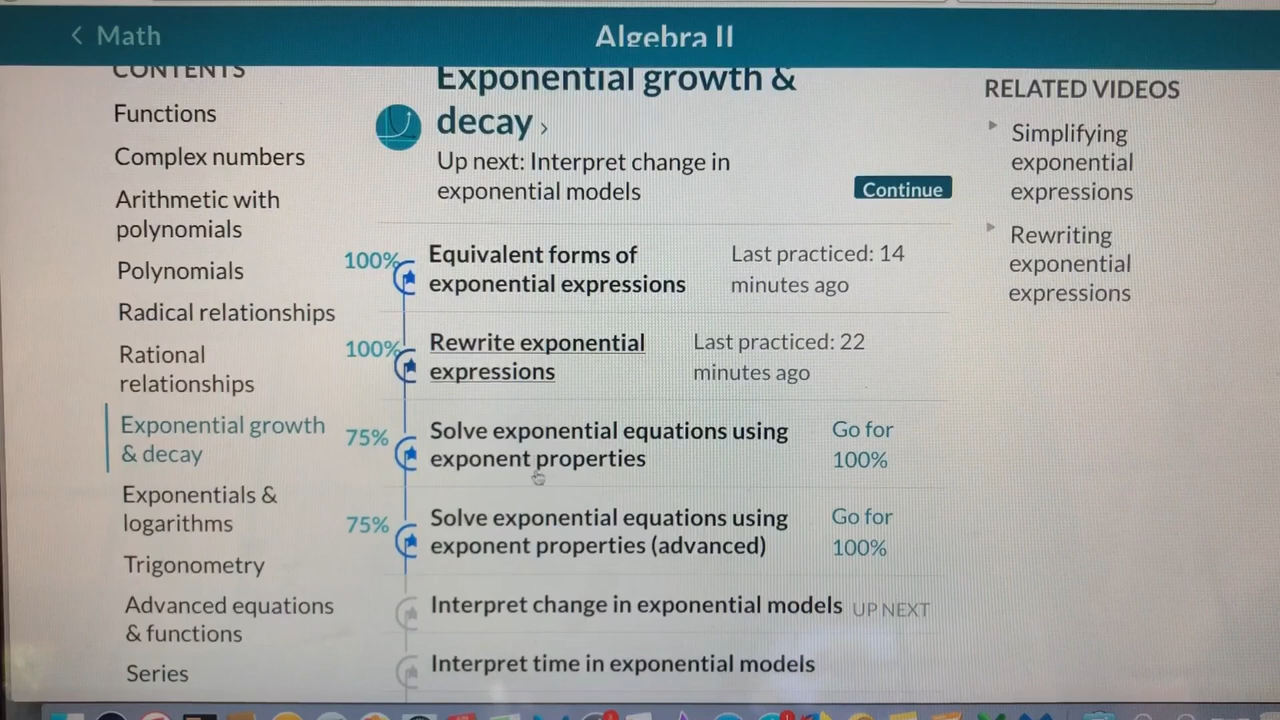 < Math
Algebra II
CONTENTS
Functions
Complex numbers
Arithmetic with
polynomials
Polynomials
Radical relationships
Rational
relationships
Exponential growth
& decay
Exponentials &
logarithms
Trigonometry
Advanced equations
& functions
Series
Exponential growth &
decay ›
Up next: Interpret change in
exponential models
Continue
100%
Equivalent forms of
exponential expressions
Last practiced: 14
minutes ago
100%
Rewrite exponential
expressions
Last practiced: 22
minutes ago
75%
Solve exponential equations using
exponent properties
Go for
100%
75%
Solve exponential equations using
exponent properties (advanced)
Go for
100%
Interpret change in exponential models
UP NEXT
Interpret time in exponential models
RELATED VIDEOS
Simplifying
exponential
expressions
Rewriting
exponential
expressions